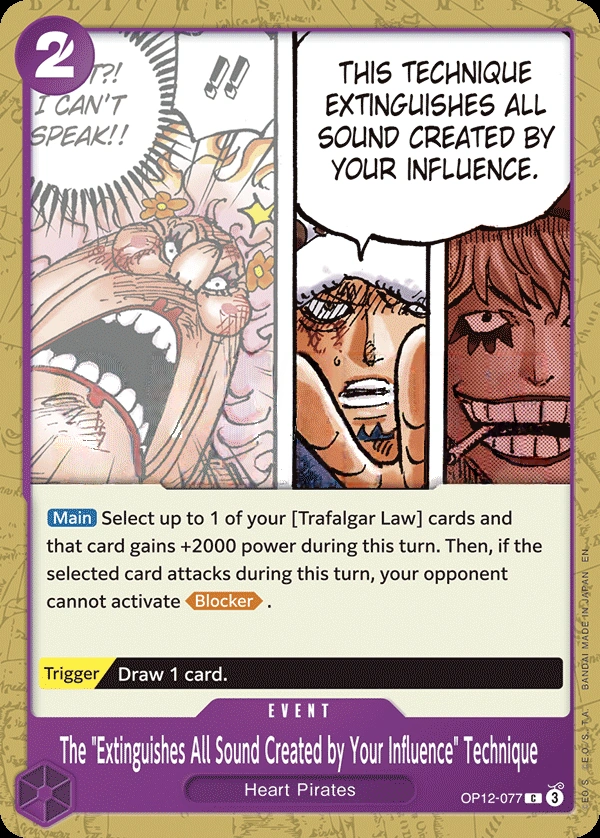 2
?!
I CAN'T
SPEAK!!
!!
THIS TECHNIQUE
EXTINGUISHES ALL
SOUND CREATED BY
YOUR INFLUENCE.
Main Select up to 1 of your [Trafalgar Law] cards and
that card gains +2000 power during this turn. Then, if the
selected card attacks during this turn, your opponent
cannot activate Blocker .
Trigger Draw 1 card.
EVENT
The "Extinguishes All Sound Created by Your Influence" Technique
Heart Pirates
OP12-077 C 3
©E.O. ©E.O./S.,T.A. BANDAI MADE IN JAPAN EN